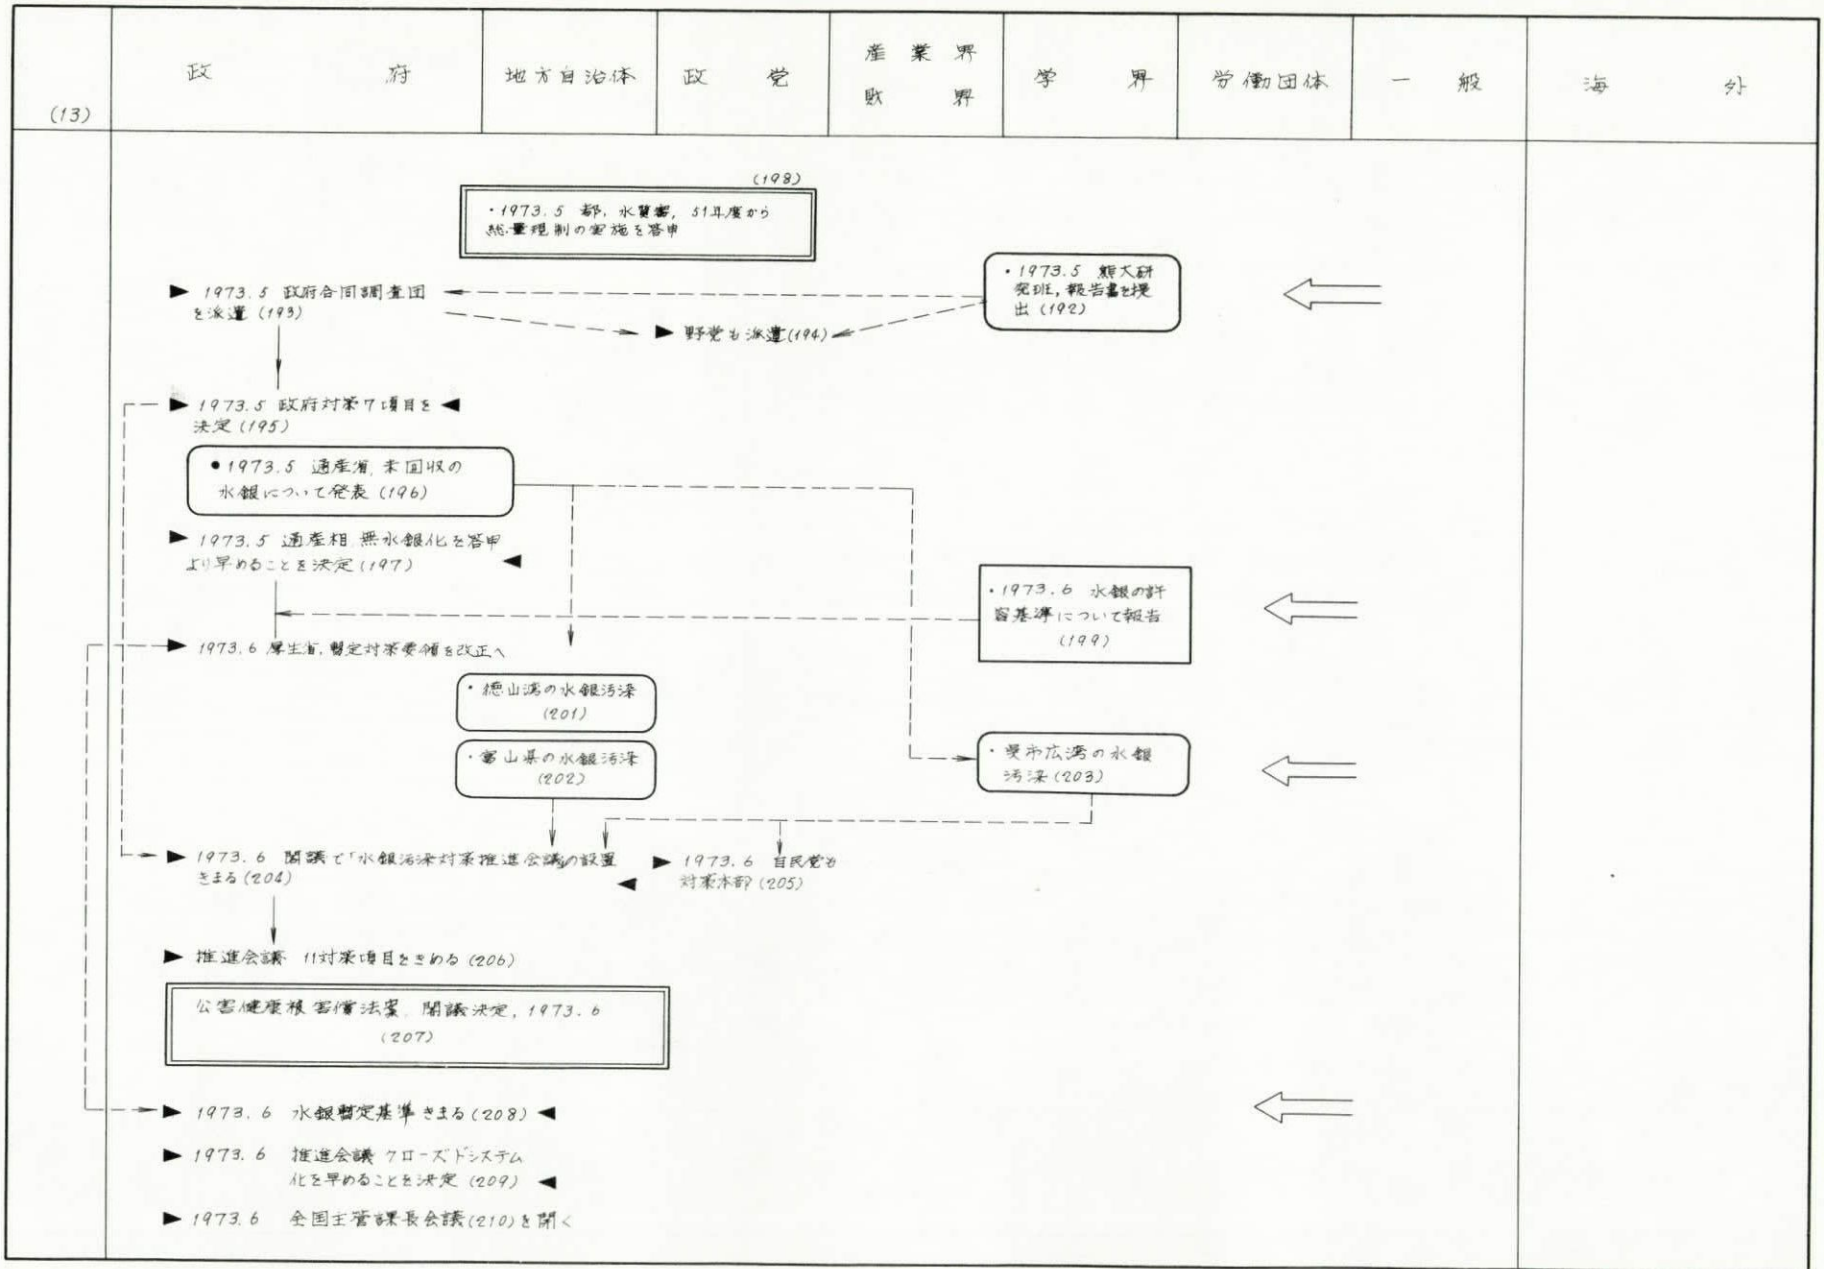 (13)
政府
地方自治体
政党
産業界
財界
学界
労働団体
一般
海外
(198)
・1973.5 都、水質審, 51年度から
総量規制の実施を答申
・1973.5 熊大研
究班, 報告書を提
出 (192)
▶ 1973.5 政府合同調査団
を派遣 (193)
▶ 野党も派遣 (194)
▶ 1973.5 政府対策7項目を ◀
決定 (195)
●1973.5 通産省, 未回収の
水銀について発表 (196)
▶ 1973.5 通産相 無水銀化を答申
より早めることを決定 (197) ◀
・1973.6 水銀の許
容基準について報告
(199)
▶ 1973.6 厚生省, 暫定対策要領を改正へ
・徳山湾の水銀汚染
(201)
・富山県の水銀汚染
(202)
・呉市広湾の水銀
汚染 (203)
▶ 1973.6 閣議で「水銀汚染対策推進会議」の設置
きまる (204) ◀
▶ 1973.6 自民党も
対策本部 (205)
▶ 推進会議 11対策項目をきめる (206)
公害健康被害償法案, 閣議決定, 1973.6
(207)
▶ 1973.6 水銀暫定基準きまる (208) ◀
▶ 1973.6 推進会議 クローズドシステム
化を早めることを決定 (209) ◀
▶ 1973.6 全国主管課長会議 (210) を開く